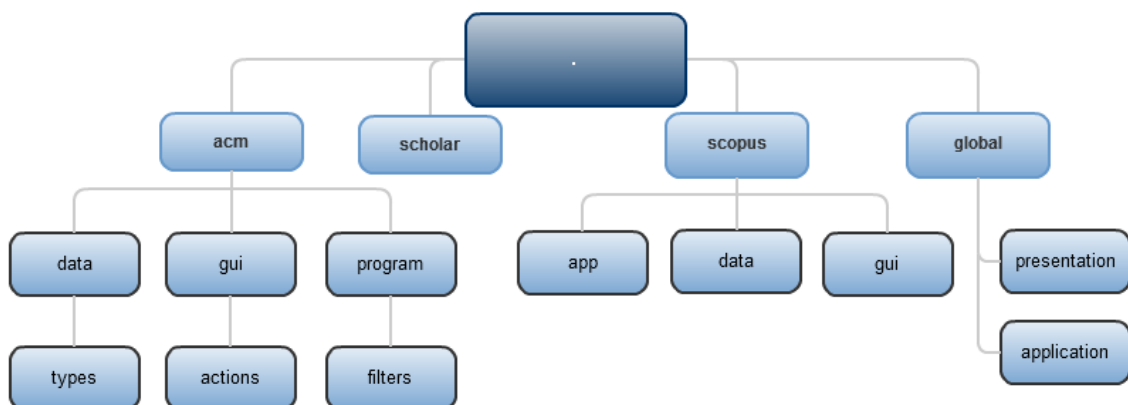 .
acm
scholar
scopus
global
data
gui
program
app
data
gui
presentation
types
actions
filters
application